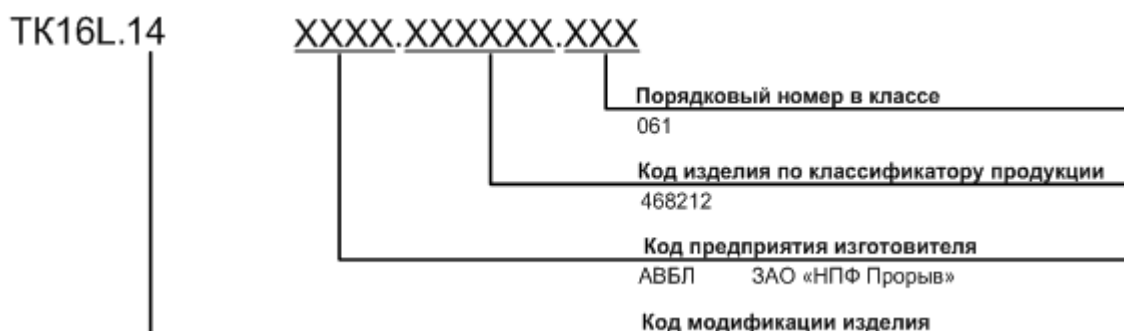 ТК16L.14 XXXX.XXXXXX.XXX
Порядковый номер в классе
061
Код изделия по классификатору продукции
468212
Код предприятия изготовителя
АВБЛ ЗАО «НПФ Прорыв»
Код модификации изделия